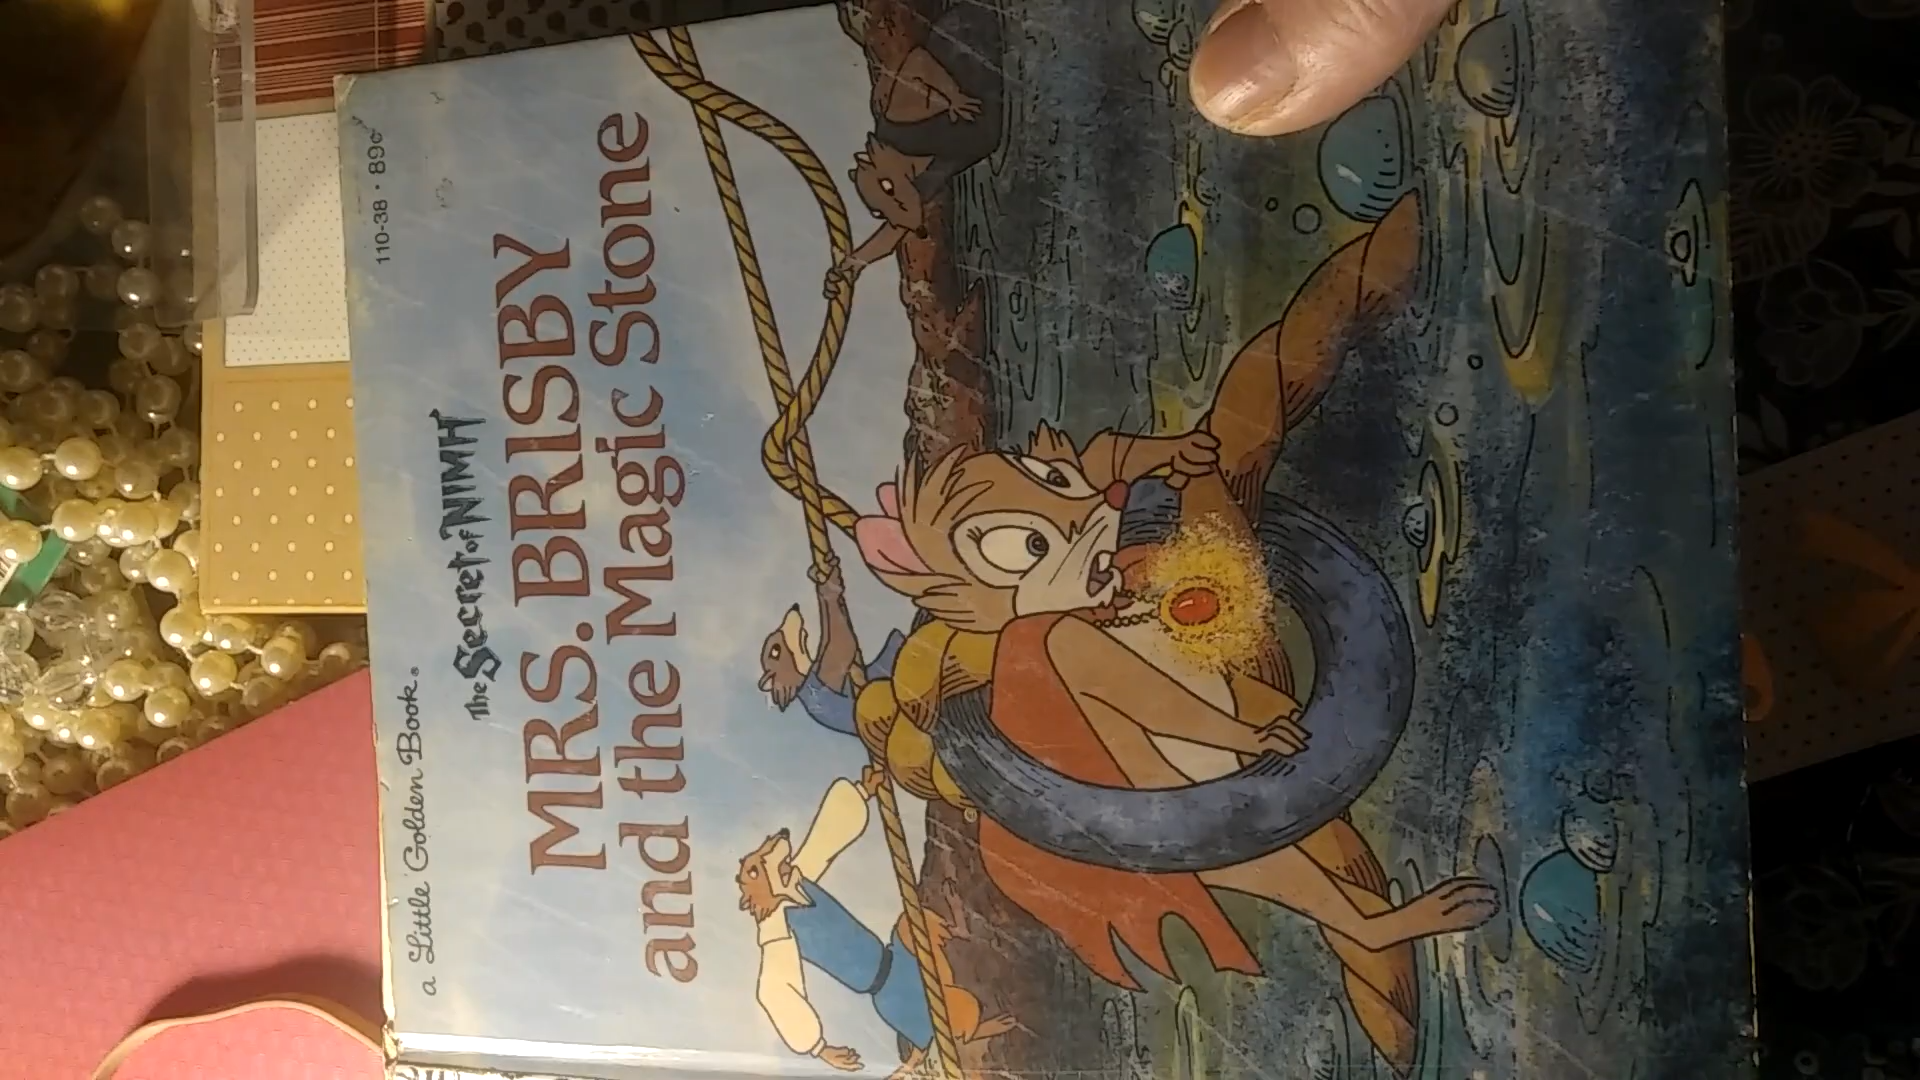 110-38 • 89¢
a Little Golden Book®
The Secret of NIMH
MRS. BRISBY
and the Magic Stone